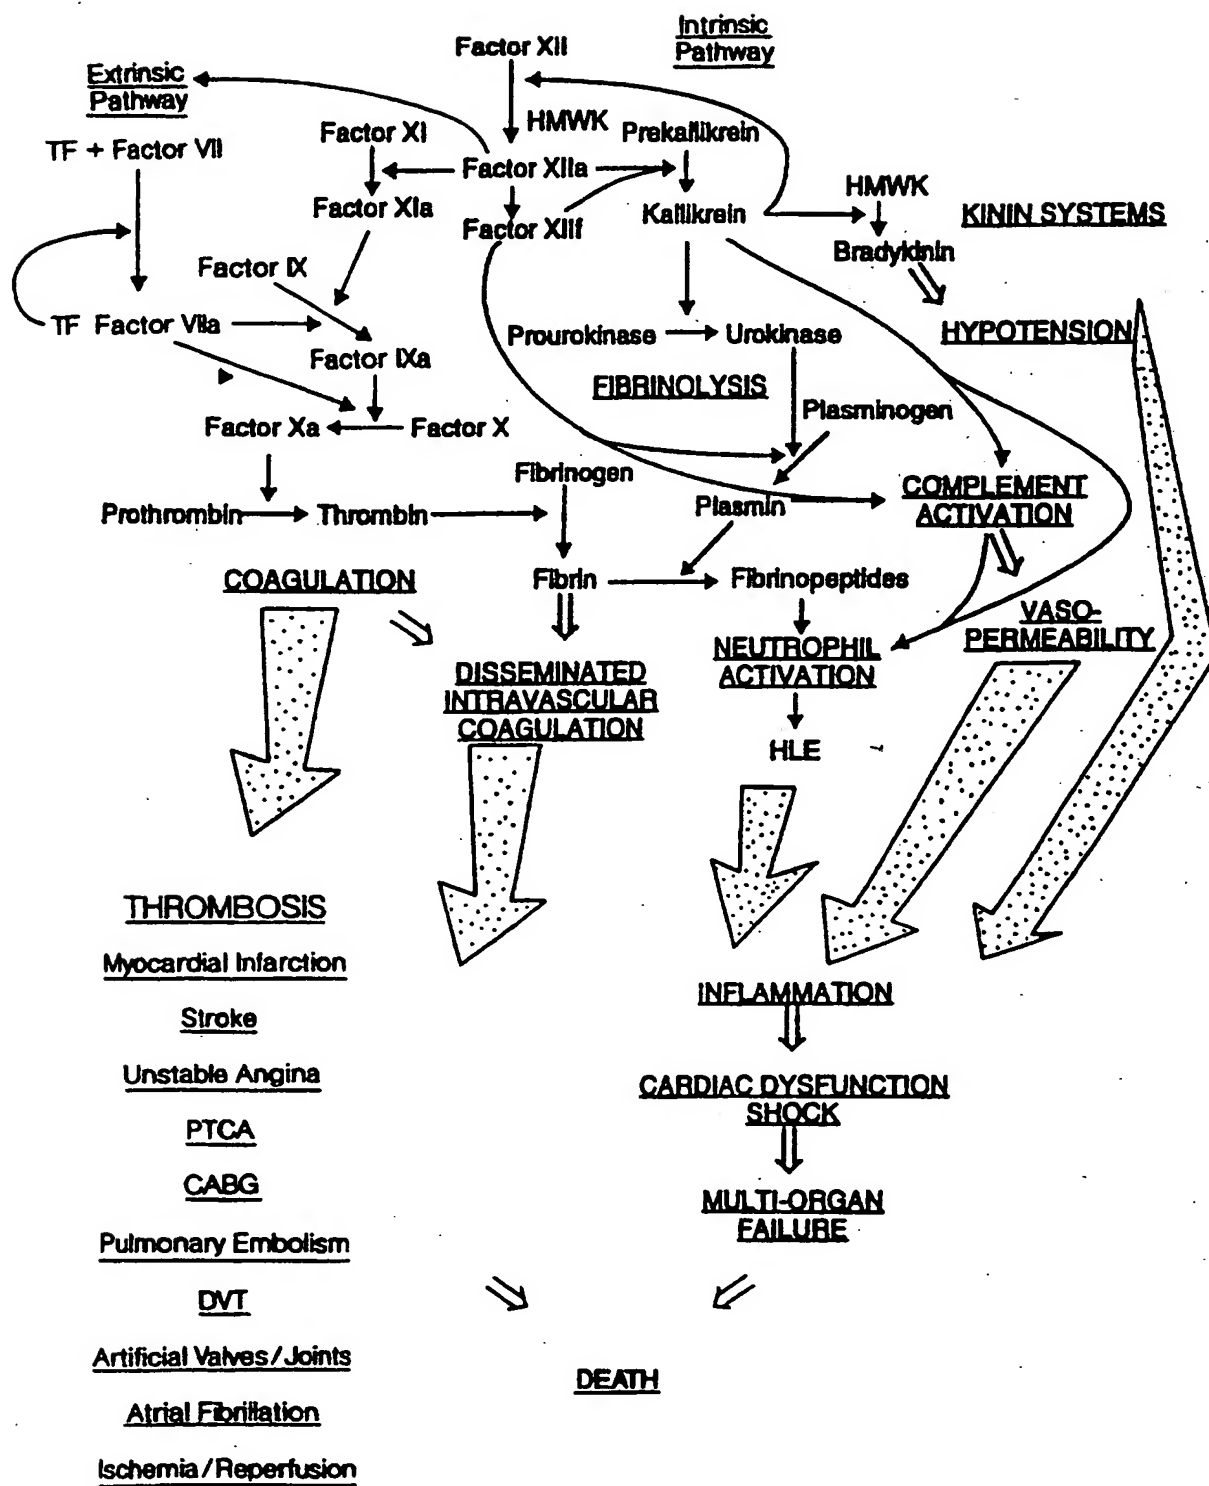 Intrinsic
Pathway
Factor XII
Extrinsic
Pathway
HMWK
Factor XI
Prekallikrein
TF + Factor VII
Factor XIIa
HMWK
Factor XIa
Kallikrein
KININ SYSTEMS
Factor XIIf
Bradykinin
Factor IX
TF Factor VIIa
Prourokinase
Urokinase
HYPOTENSION
Factor IXa
FIBRINOLYSIS
Plasminogen
Factor Xa
Factor X
Fibrinogen
COMPLEMENT
ACTIVATION
Prothrombin
Thrombin
Plasmin
COAGULATION
Fibrin
Fibrinopeptides
VASO-
PERMEABILITY
NEUTROPHIL
ACTIVATION
DISSEMINATED
INTRAVASCULAR
COAGULATION
HLE
THROMBOSIS
Myocardial Infarction
Stroke
Unstable Angina
PTCA
CABG
Pulmonary Embolism
DVT
Artificial Valves/Joints
Atrial Fibrillation
Ischemia/Reperfusion
INFLAMMATION
CARDIAC DYSFUNCTION
SHOCK
MULTI-ORGAN
FAILURE
DEATH